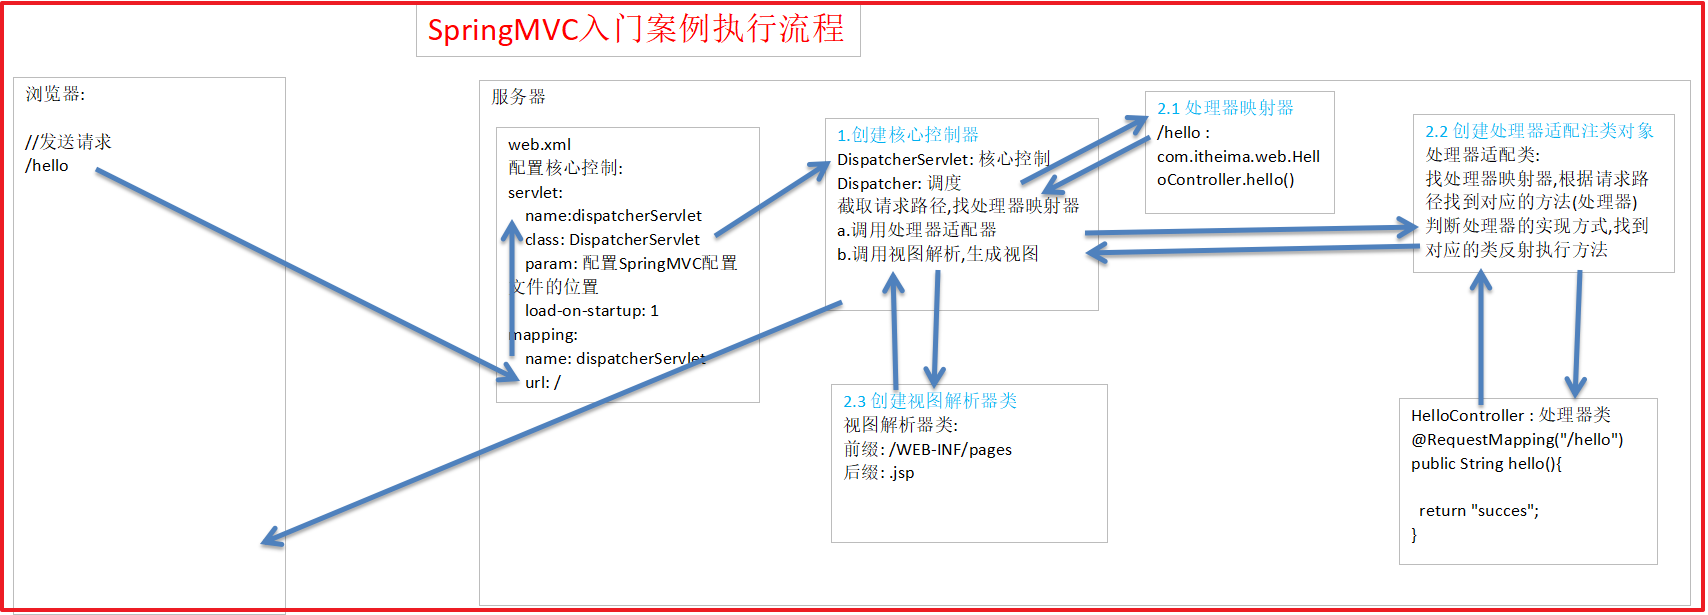 SpringMVC入门案例执行流程
浏览器:
//发送请求
/hello
服务器
web.xml
配置核心控制:
servlet:
name:dispatcherServlet
class: DispatcherServlet
param: 配置SpringMVC配置
文件的位置
load-on-startup: 1
mapping:
name: dispatcherServlet
url: /
1.创建核心控制器
DispatcherServlet: 核心控制
Dispatcher: 调度
截取请求路径,找处理器映射器
a.调用处理器适配器
b.调用视图解析,生成视图
2.1 处理器映射器
/hello :
com.itheima.web.Hell
oController.hello()
2.2 创建处理器适配注类对象
处理器适配类:
找处理器映射器,根据请求路
径找到对应的方法(处理器)
判断处理器的实现方式,找到
对应的类反射执行方法
2.3 创建视图解析器类
视图解析器类:
前缀: /WEB-INF/pages
后缀: .jsp
HelloController : 处理器类
@RequestMapping("/hello")
public String hello(){
return "succes";
}